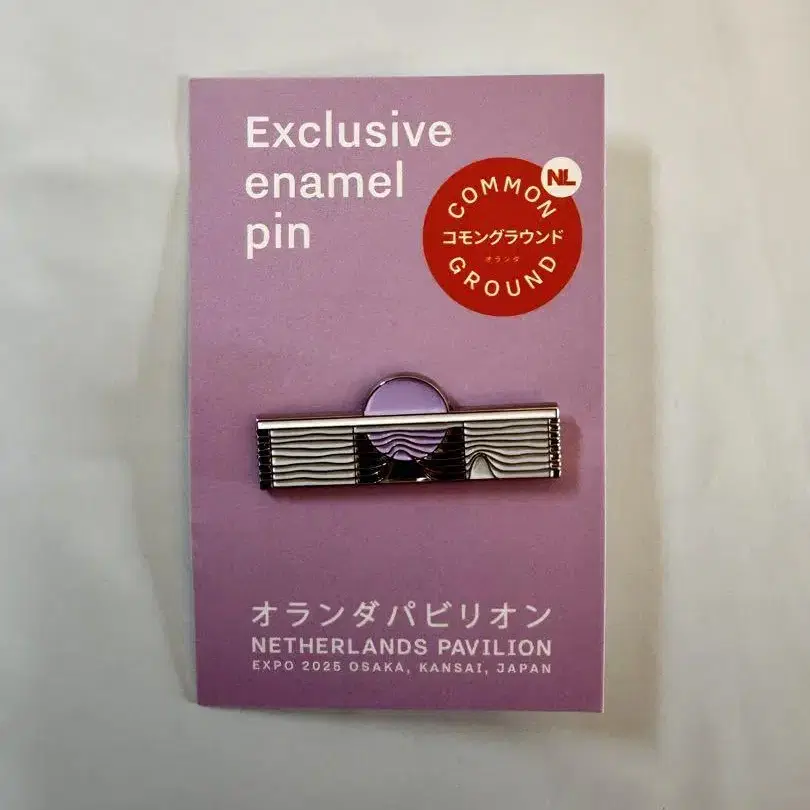 Exclusive
enamel
pin
NL
COMMON
コモングラウンド
オランダ
GROUND
オランダパビリオン
NETHERLANDS PAVILION
EXPO 2025 OSAKA, KANSAI, JAPAN